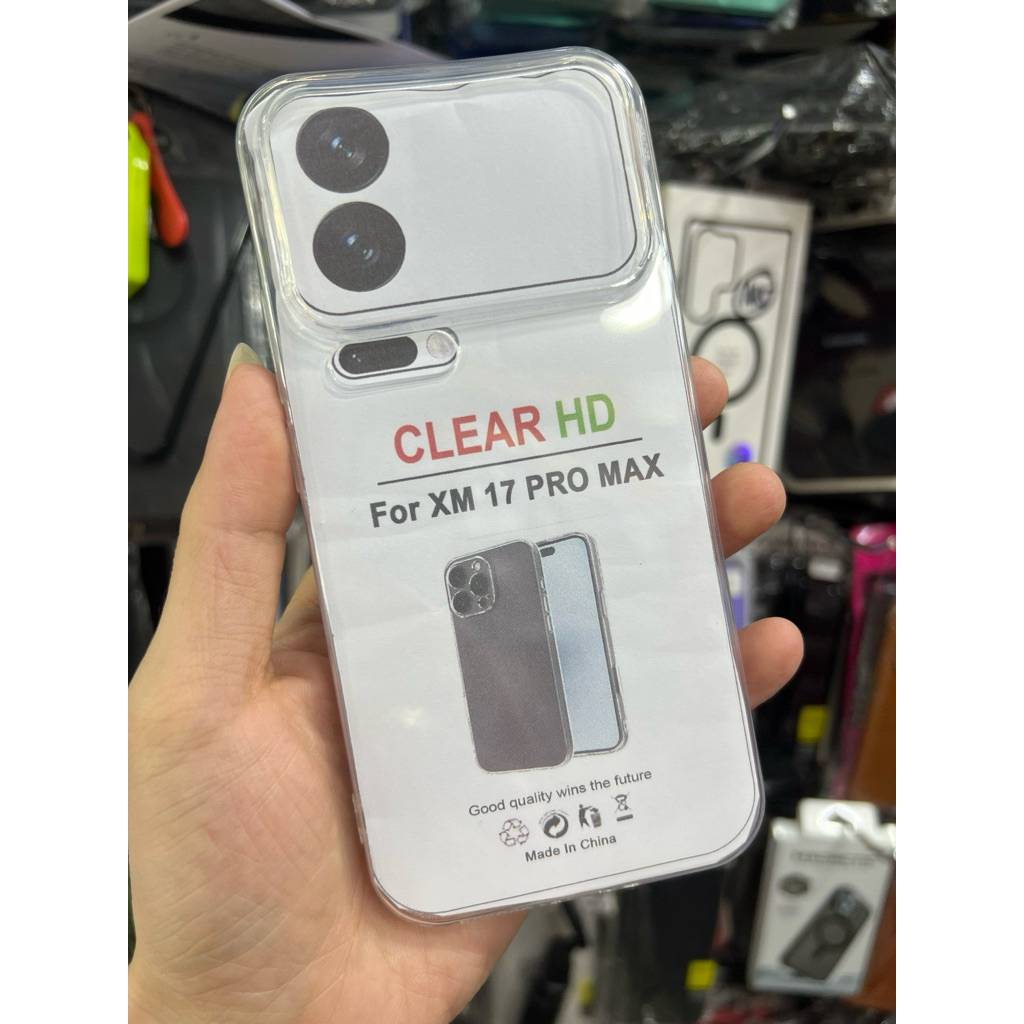 CLEAR HD
For XM 17 PRO MAX
Good quality wins the future
Made In China